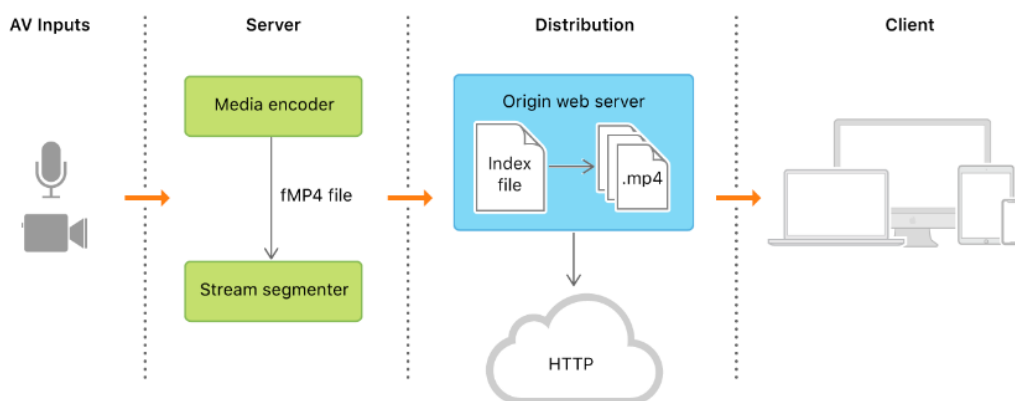 AV Inputs
Server
Distribution
Client
Media encoder
fMP4 file
Stream segmenter
Origin web server
Index
file
.mp4
HTTP